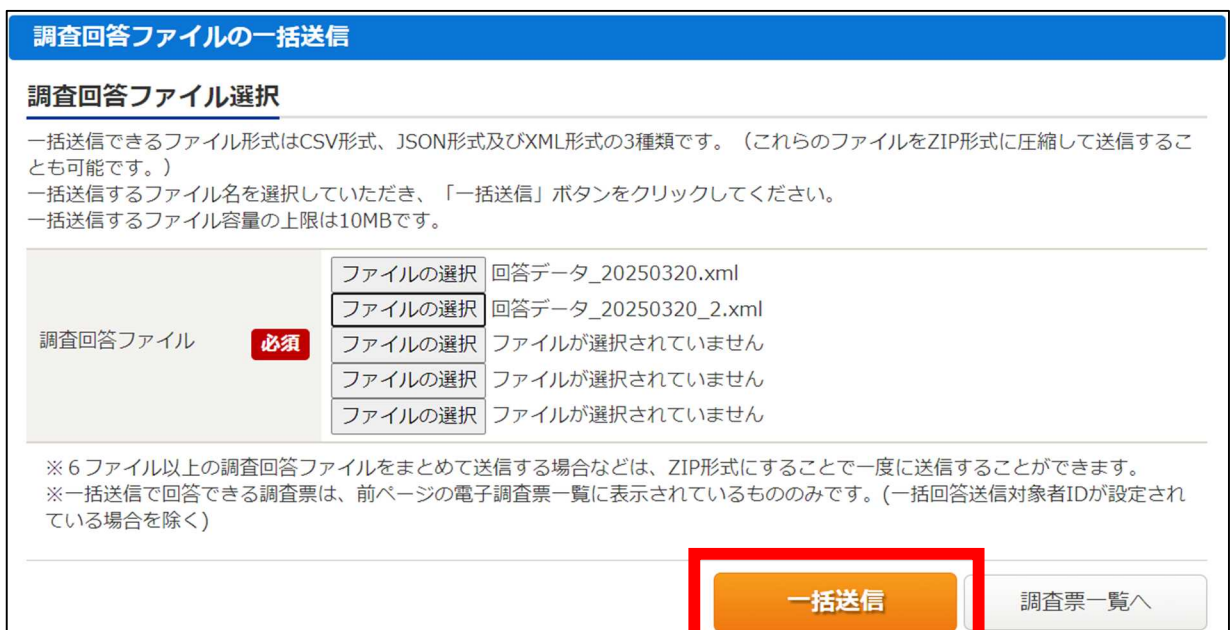 調査回答ファイルの一括送信
調査回答ファイル選択
一括送信できるファイル形式はCSV形式、JSON形式及びXML形式の3種類です。（これらのファイルをZIP形式に圧縮して送信するこ
とも可能です。）
一括送信するファイル名を選択していただき、「一括送信」ボタンをクリックしてください。
一括送信するファイル容量の上限は10MBです。
調査回答ファイル 必須
ファイルの選択 回答データ_20250320.xml
ファイルの選択 回答データ_20250320_2.xml
ファイルの選択 ファイルが選択されていません
ファイルの選択 ファイルが選択されていません
ファイルの選択 ファイルが選択されていません
※６ファイル以上の調査回答ファイルをまとめて送信する場合などは、ZIP形式にすることで一度に送信することができます。
※一括送信で回答できる調査票は、前ページの電子調査票一覧に表示されているもののみです。(一括回答送信対象者IDが設定され
ている場合を除く)
一括送信 調査票一覧へ